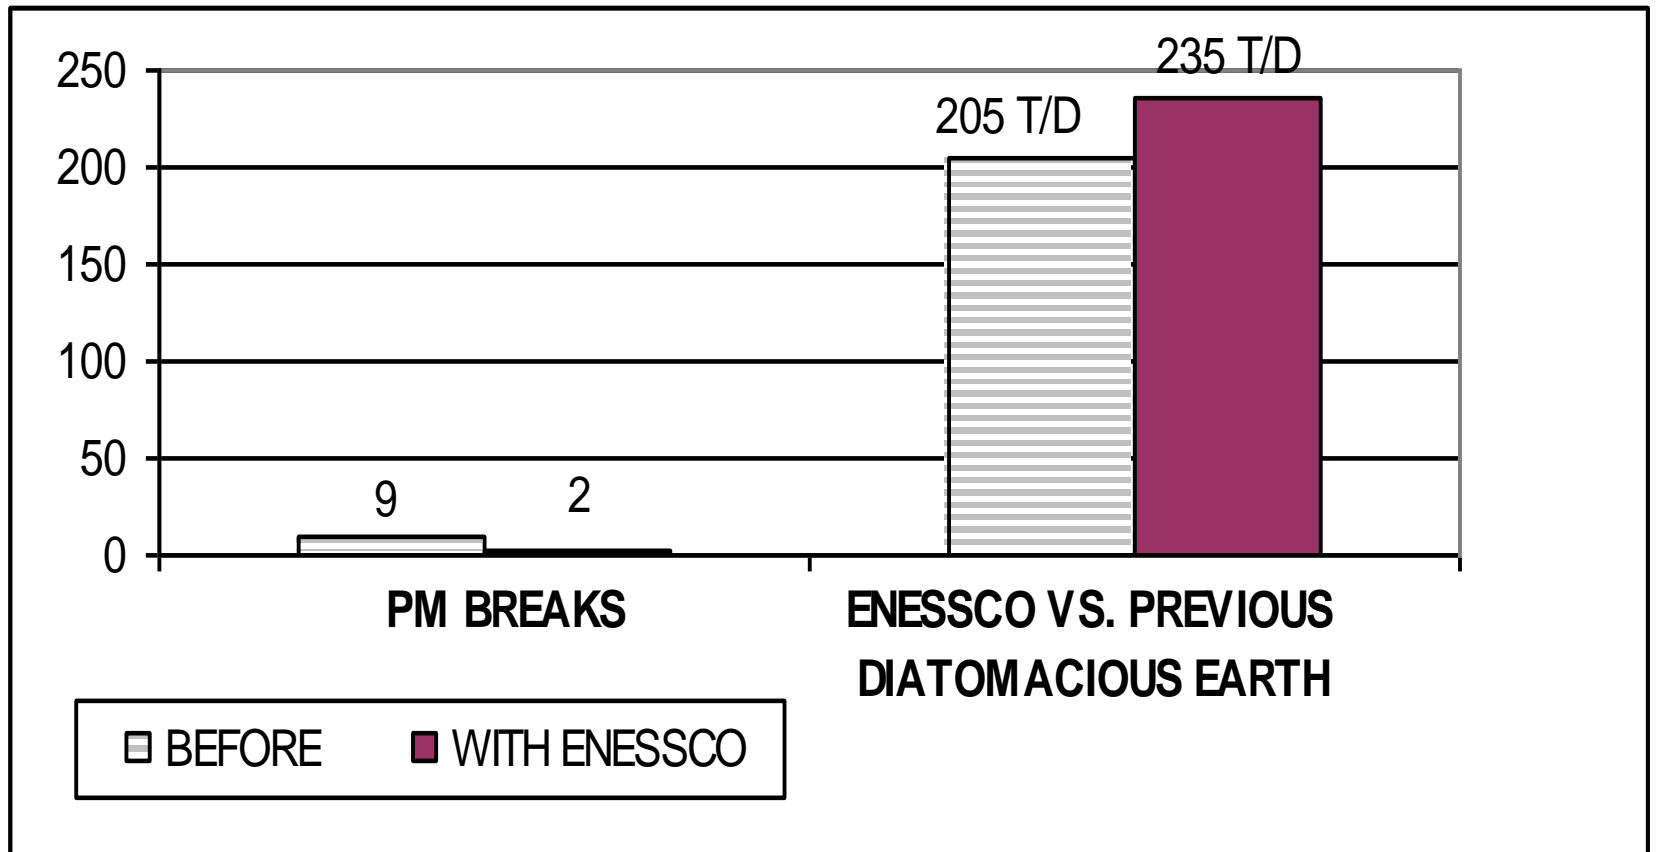 235 T/D
250
205 T/D
200
150
100
50
9
2
0
PM BREAKS
ENESSCO VS. PREVIOUS
DIATOMACIOUS EARTH
BEFORE
WITH ENESSCO